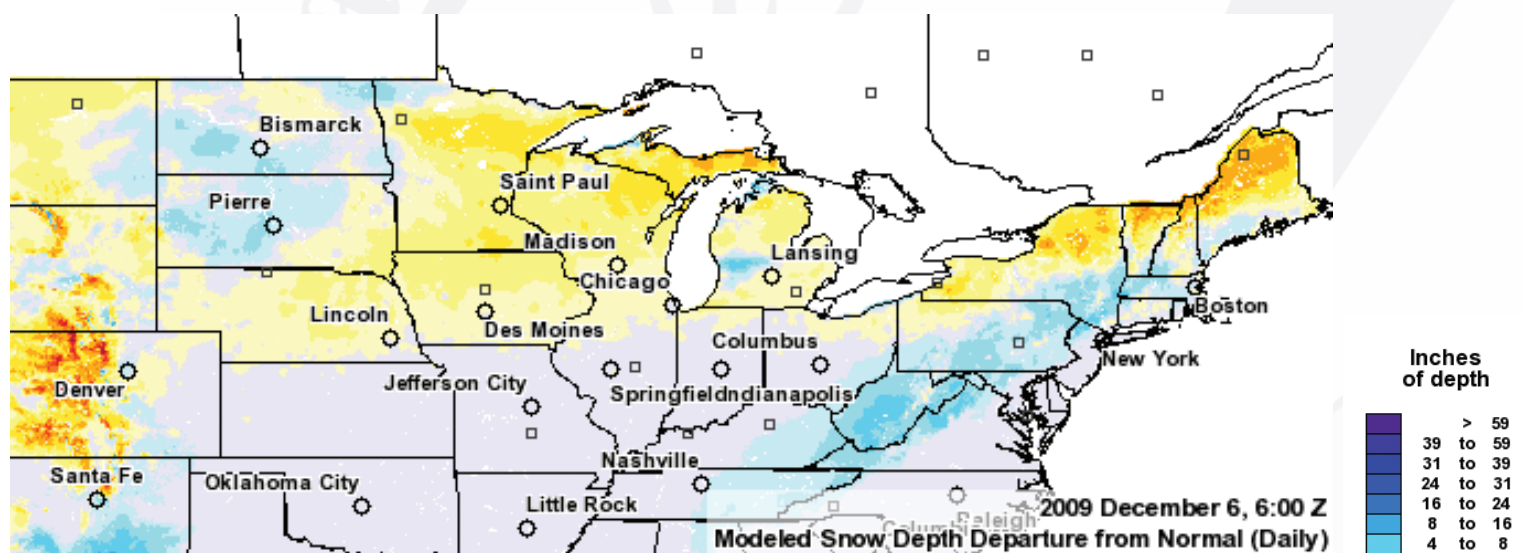 Bismarck
Saint Paul
Pierre
Madison
Lansing
Chicago
Boston
Lincoln
Des Moines
Columbus
New York
Denver
Jefferson City
Springfieldndianapolis
Santa Fe
Oklahoma City
Nashville
Little Rock
Raleigh
2009 December 6, 6:00 Z
Modeled Snow Depth Departure from Normal (Daily)
Inches
of depth
> 59
39 to 59
31 to 39
24 to 31
16 to 24
8 to 16
4 to 8